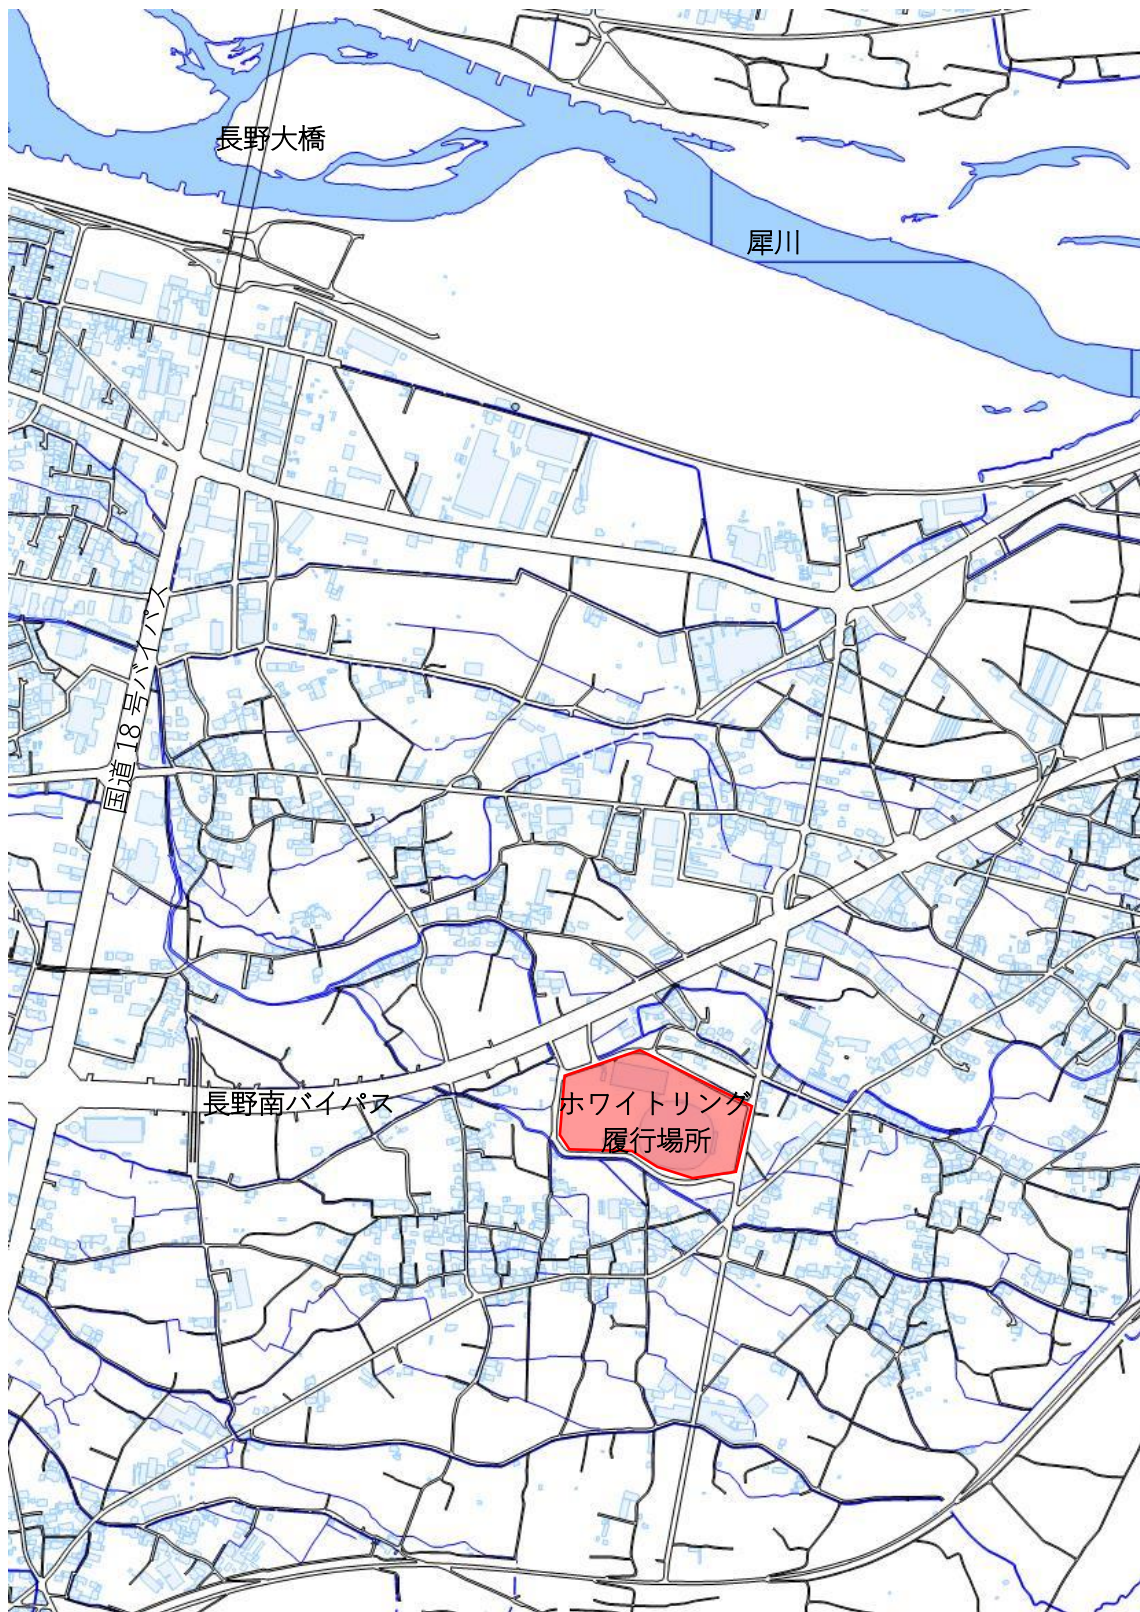 長野大橋
犀川
国道18号バイパス
長野南バイパス
ホワイトリング
履行場所